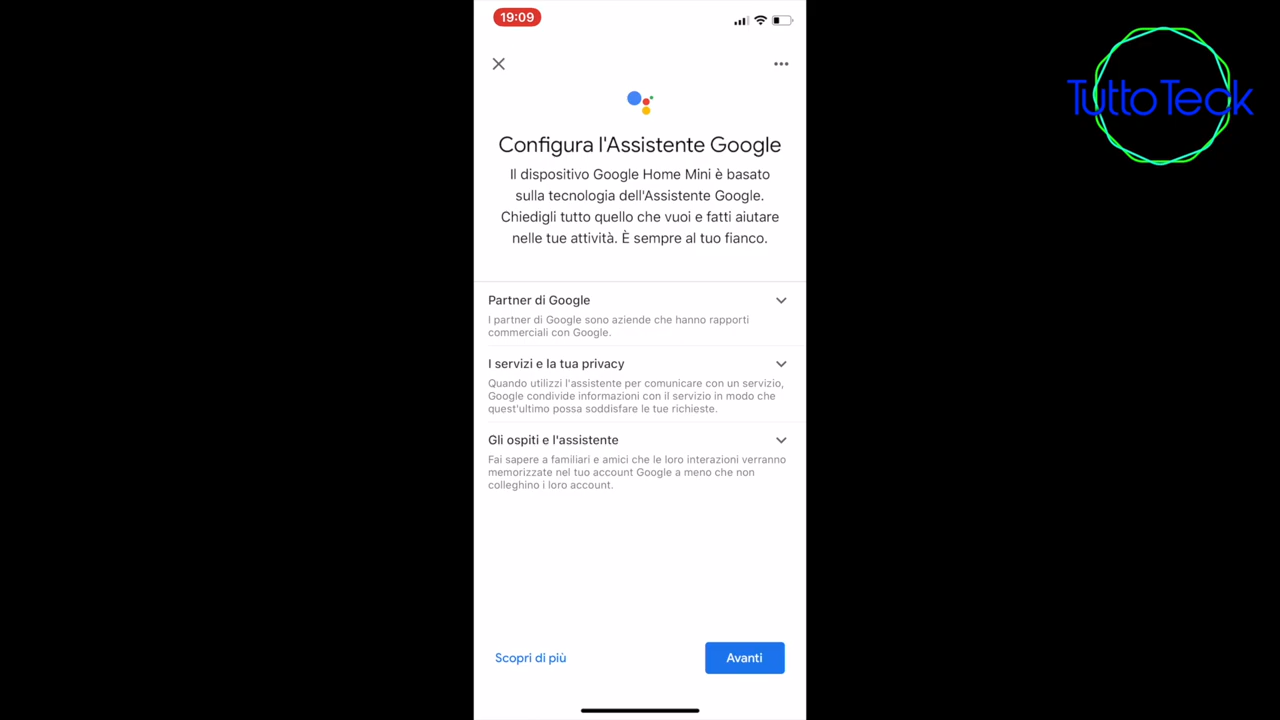 19:09
TuttoTeck
Configura l'Assistente Google
Il dispositivo Google Home Mini è basato
sulla tecnologia dell'Assistente Google.
Chiedigli tutto quello che vuoi e fatti aiutare
nelle tue attività. È sempre al tuo fianco.
Partner di Google
I partner di Google sono aziende che hanno rapporti
commerciali con Google.
I servizi e la tua privacy
Quando utilizzi l'assistente per comunicare con un servizio,
Google condivide informazioni con il servizio in modo che
quest'ultimo possa soddisfare le tue richieste.
Gli ospiti e l'assistente
Fai sapere a familiari e amici che le loro interazioni verranno
memorizzate nel tuo account Google a meno che non
colleghino i loro account.
Scopri di più
Avanti